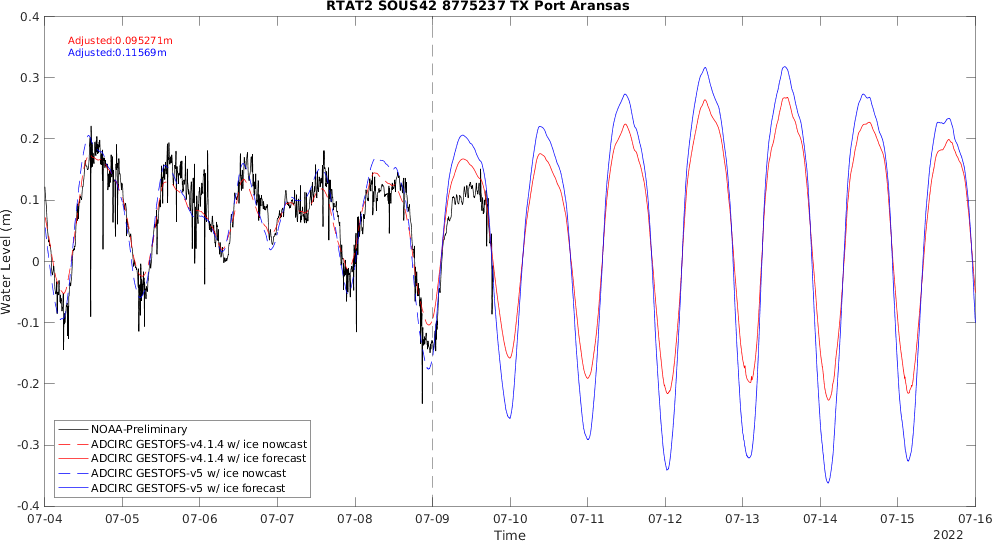 RTAT2 SOUS42 8775237 TX Port Aransas
Adjusted:0.095271m
Adjusted:0.11569m
0.4
0.3
0.2
0.1
0
-0.1
-0.2
-0.3
-0.4
Water Level (m)
NOAA-Preliminary
ADCIRC GESTOFS-v4.1.4 w/ ice nowcast
ADCIRC GESTOFS-v4.1.4 w/ ice forecast
ADCIRC GESTOFS-v5 w/ ice nowcast
ADCIRC GESTOFS-v5 w/ ice forecast
07-04 07-05 07-06 07-07 07-08 07-09 07-10 07-11 07-12 07-13 07-14 07-15 07-16
Time
2022